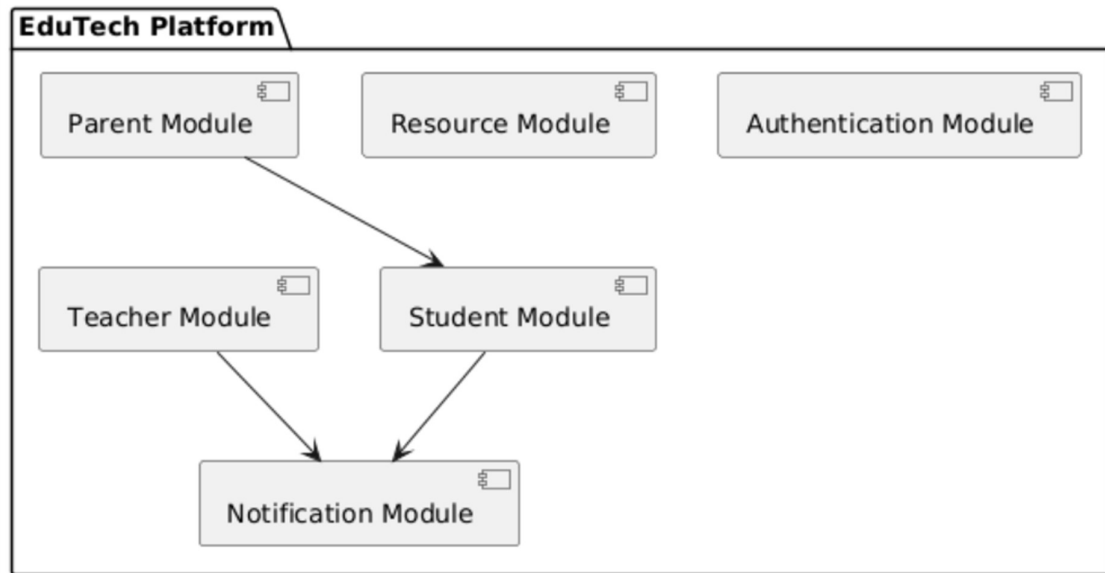 EduTech Platform
Parent Module
Resource Module
Authentication Module
Teacher Module
Student Module
Notification Module